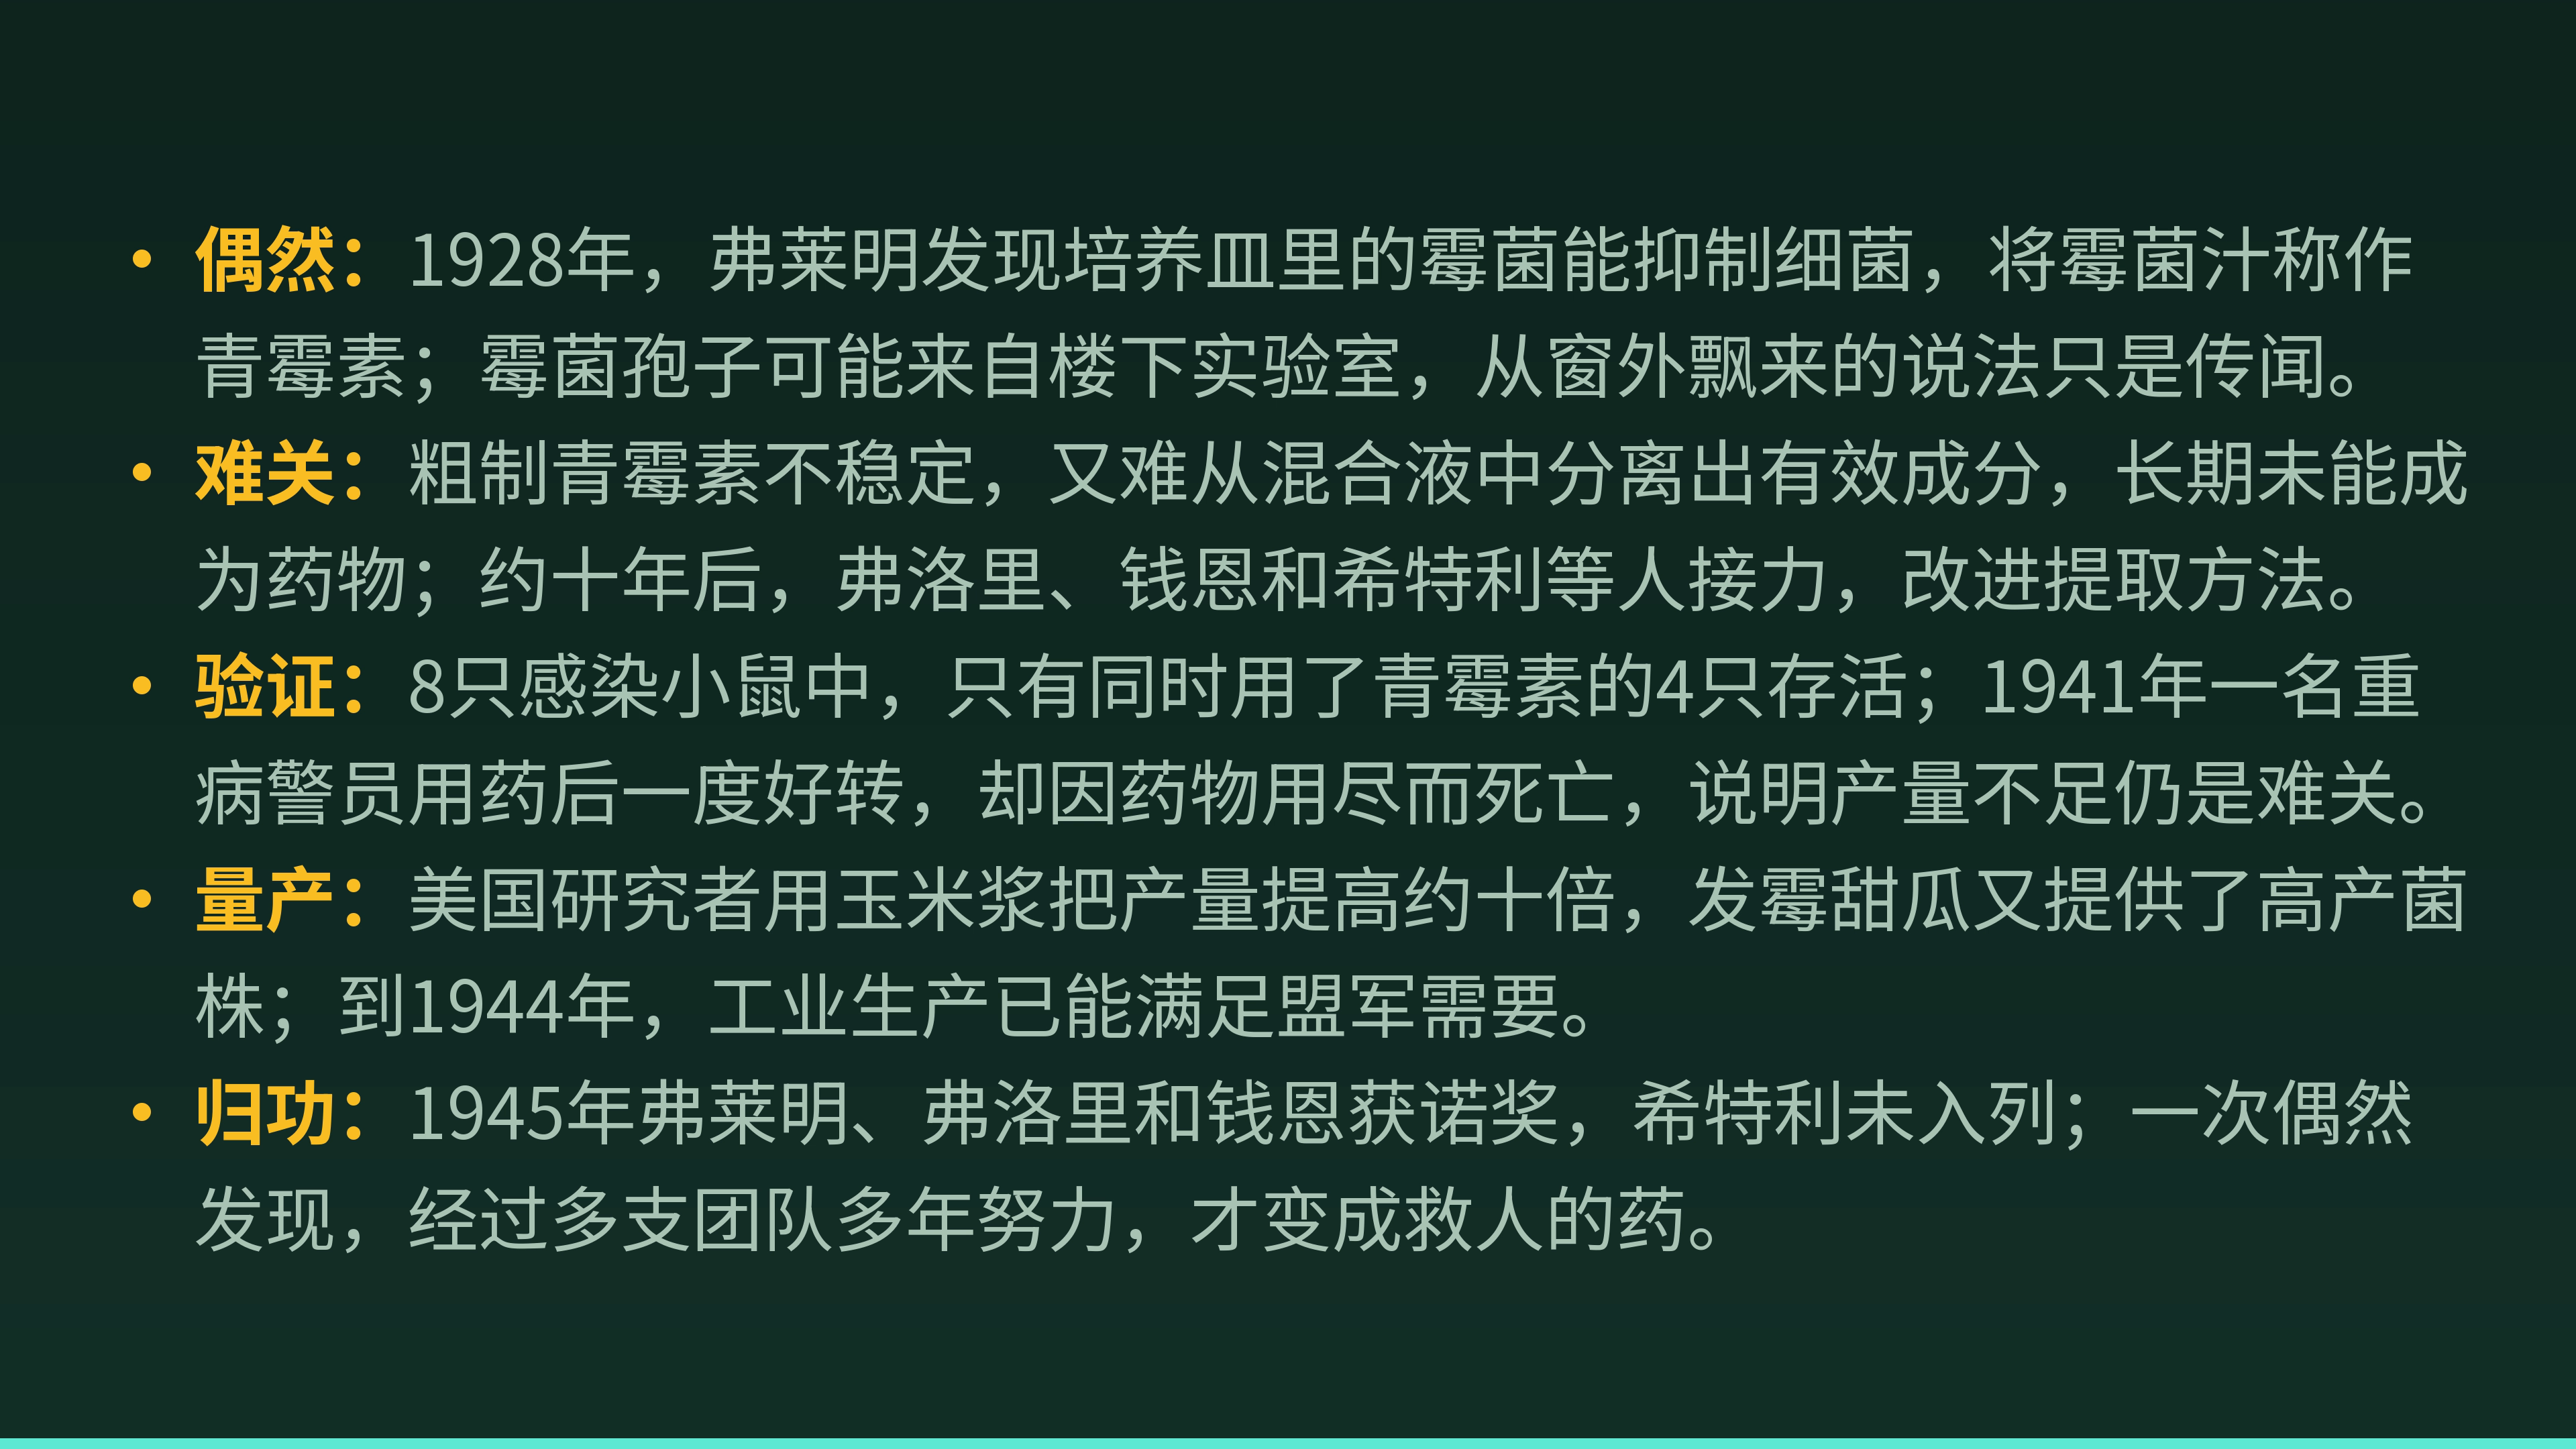 • 偶然：1928年，弗莱明发现培养皿里的霉菌能抑制细菌，将霉菌汁称作
青霉素；霉菌孢子可能来自楼下实验室，从窗外飘来的说法只是传闻。
• 难关：粗制青霉素不稳定，又难从混合液中分离出有效成分，长期未能成
为药物；约十年后，弗洛里、钱恩和希特利等人接力，改进提取方法。
• 验证：8只感染小鼠中，只有同时用了青霉素的4只存活；1941年一名重
病警员用药后一度好转，却因药物用尽而死亡，说明产量不足仍是难关。
• 量产：美国研究者用玉米浆把产量提高约十倍，发霉甜瓜又提供了高产菌
株；到1944年，工业生产已能满足盟军需要。
• 归功：1945年弗莱明、弗洛里和钱恩获诺奖，希特利未入列；一次偶然
发现，经过多支团队多年努力，才变成救人的药。